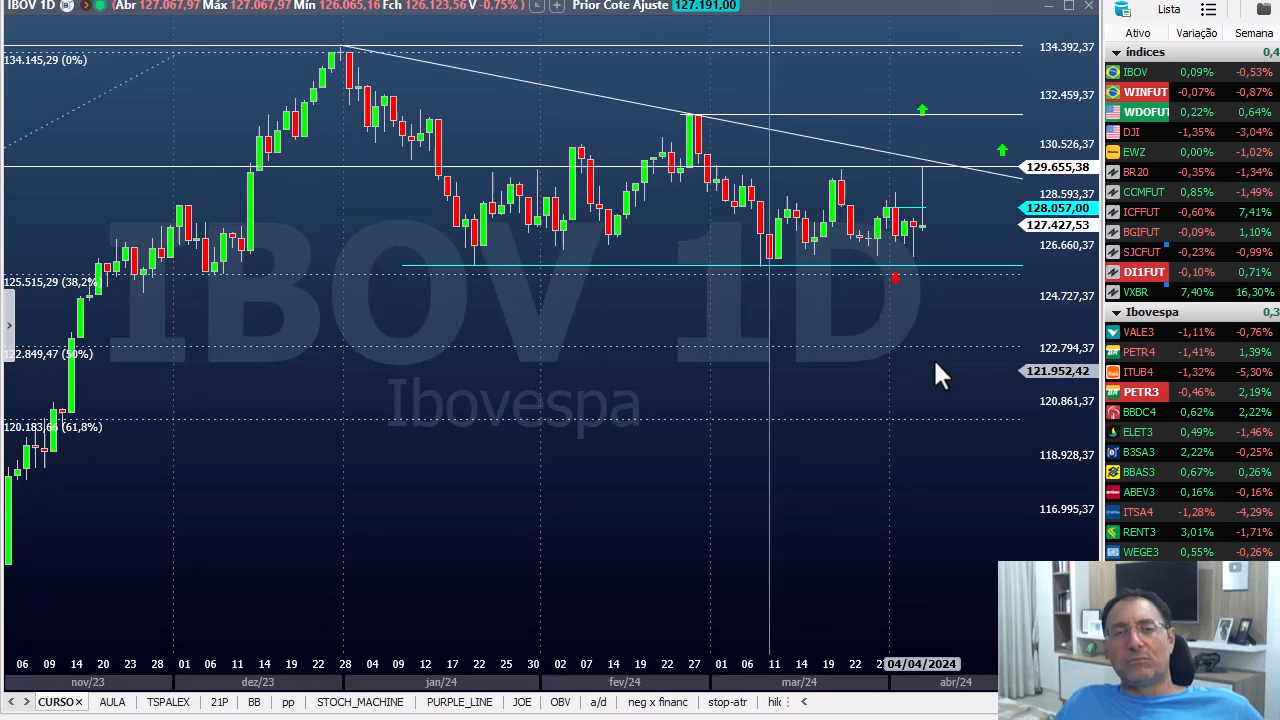 IBOV 1D (Abr 127.067,97 Máx 127.067,97 Mín 126.065,16 Fch 126.123,56 V -0,75% ) Prior Cote Ajuste 127.191,00
134.145,29 (0%)
125.515,29 (38,2%)
122.849,47 (50%)
120.183,66 (61,8%)
IBOV 1D
Ibovespa
134.392,37
132.459,37
130.526,37
129.655,38
128.593,37
128.057,00
127.427,53
126.660,37
124.727,37
122.794,37
121.952,42
120.861,37
118.928,37
116.995,37
06 09 14 20 23 28 01 06 11 14 19 22 28 04 09 12 17 22 25 30 02 07 14 19 22 27 01 06 11 14 19 22 04/04/2024
nov/23 dez/23 jan/24 fev/24 mar/24 abr/24
CURSO× AULA TSPALEX 21P BB pp STOCH_MACHINE PURPLE_LINE JOE OBV a/d neg x financ stop-atr
Lista
Ativo Variação Semana
índices 0,4
IBOV 0,09% -0,53%
WINFUT -0,07% -0,87%
WDOFUT 0,22% 0,64%
DJI -1,35% -3,04%
EWZ 0,00% -1,02%
BR20 -0,35% -1,34%
CCMFUT 0,85% -1,49%
ICFFUT -0,60% 7,41%
BGIFUT -0,09% 1,10%
SJCFUT -0,23% -0,99%
DI1FUT -0,10% 0,71%
VXBR 7,40% 16,30%
Ibovespa 0,3
VALE3 -1,11% -0,76%
PETR4 -1,41% 1,39%
ITUB4 -1,32% -5,30%
PETR3 -0,46% 2,19%
BBDC4 0,62% 2,22%
ELET3 0,49% -1,46%
B3SA3 2,22% -0,25%
BBAS3 0,67% 0,26%
ABEV3 0,16% -0,16%
ITSA4 -1,28% -4,29%
RENT3 3,01% -1,71%
WEGE3 0,55% -0,26%